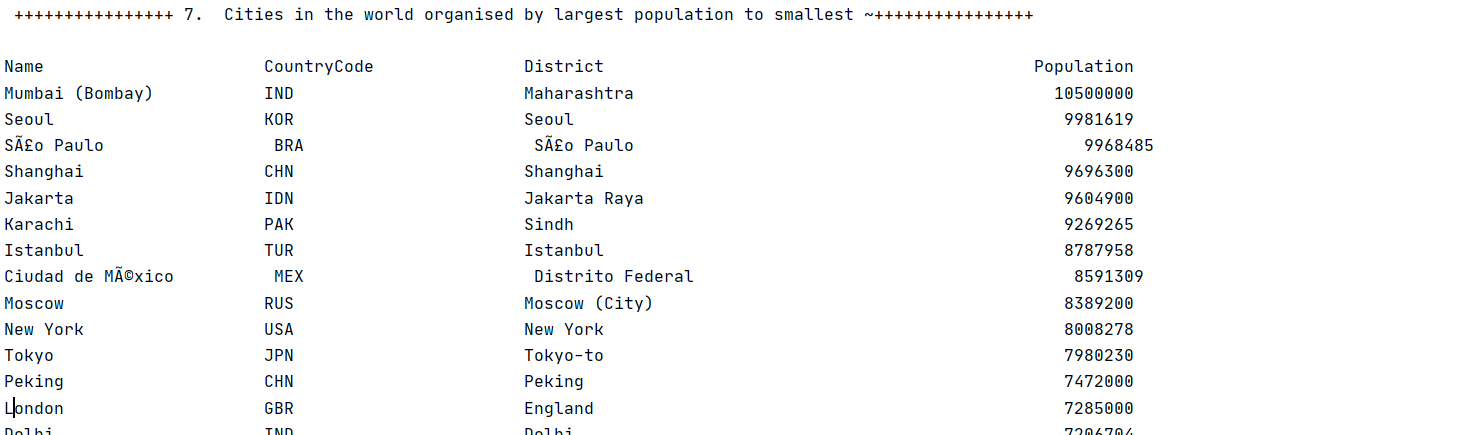 ++++++++++++++++ 7.  Cities in the world organised by largest population to smallest ~++++++++++++++++
Name CountryCode District Population
Mumbai (Bombay) IND Maharashtra 10500000
Seoul KOR Seoul 9981619
SÃ£o Paulo BRA SÃ£o Paulo 9968485
Shanghai CHN Shanghai 9696300
Jakarta IDN Jakarta Raya 9604900
Karachi PAK Sindh 9269265
Istanbul TUR Istanbul 8787958
Ciudad de MÃ©xico MEX Distrito Federal 8591309
Moscow RUS Moscow (City) 8389200
New York USA New York 8008278
Tokyo JPN Tokyo-to 7980230
Peking CHN Peking 7472000
London GBR England 7285000
Delhi IND Delhi 7206704